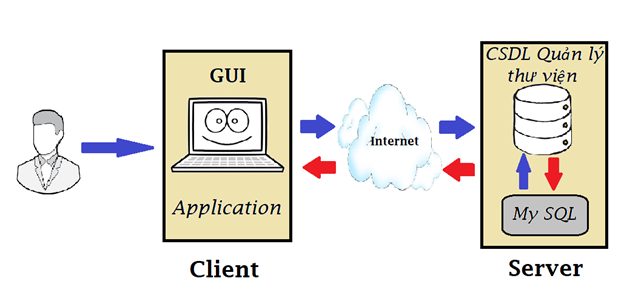 GUI
Application
Client
Internet
CSDL Quản lý
thư viện
My SQL
Server